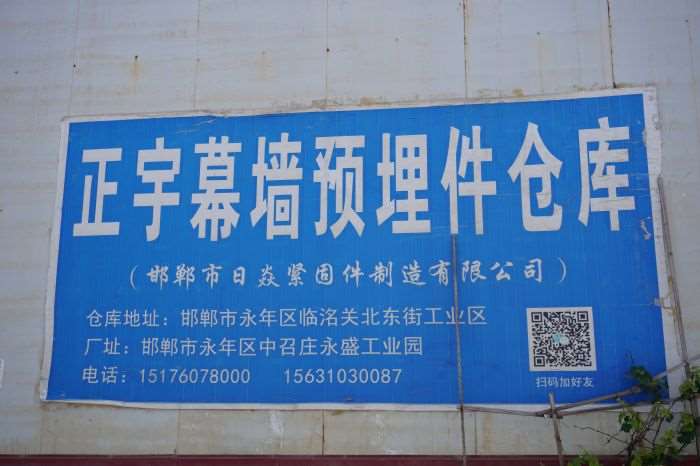 正宇幕墙预埋件仓库
（邯郸市日焱紧固件制造有限公司）
仓库地址：邯郸市永年区临洺关北东街工业区
厂址：邯郸市永年区中召庄永盛工业园
电话：15176078000 15631030087
扫码加好友